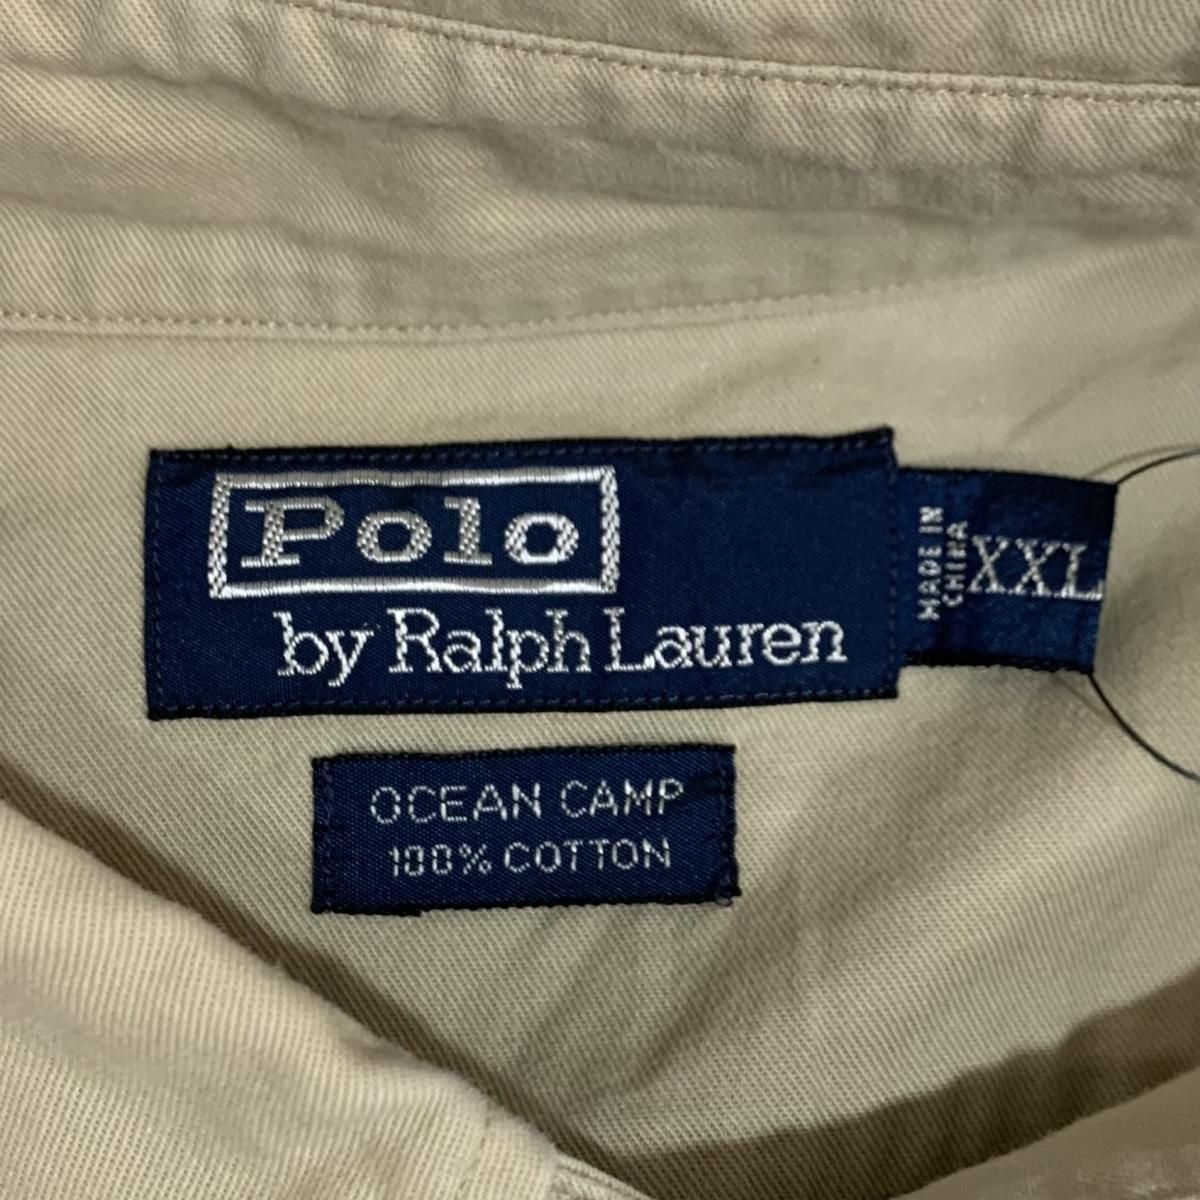 Polo
by Ralph Lauren
MADE IN
CHINA
XXL
OCEAN CAMP
100% COTTON